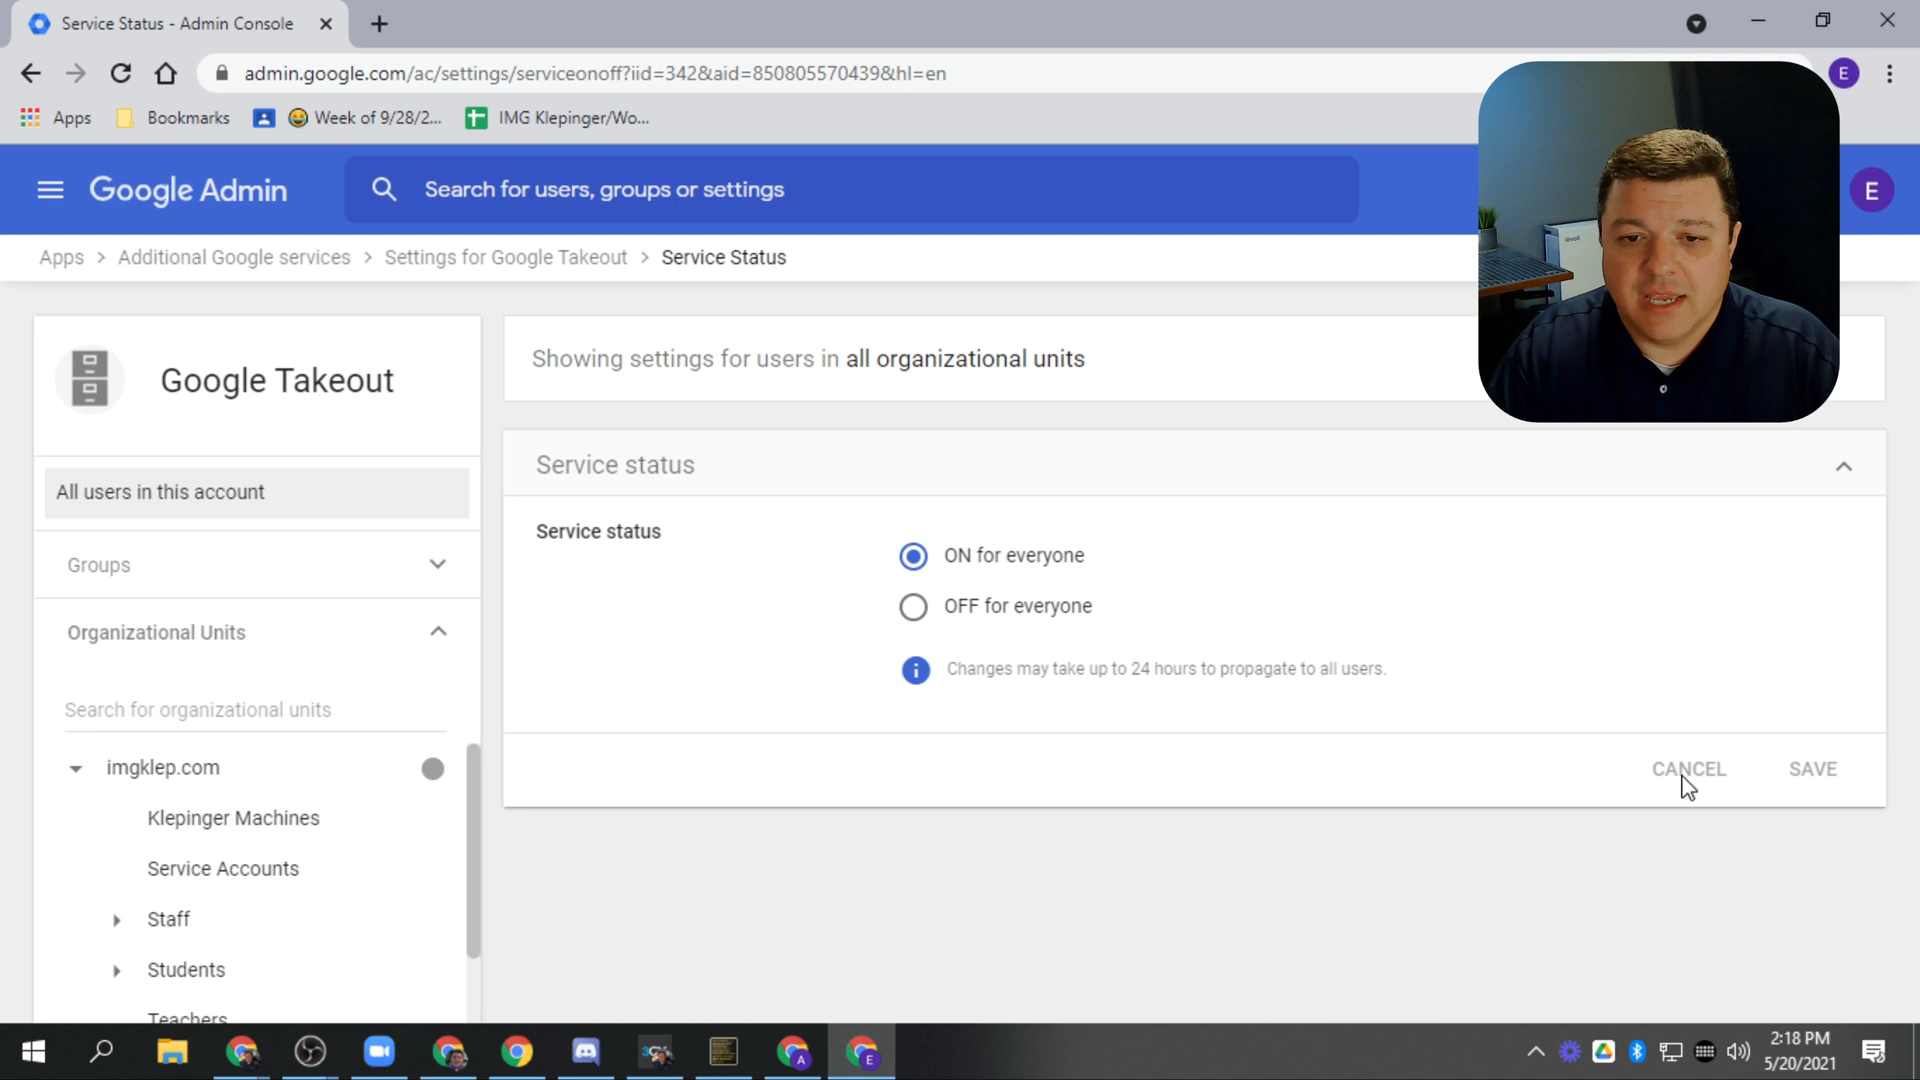 Service Status - Admin Console
admin.google.com/ac/settings/serviceonoff?iid=342&aid=850805570439&hl=en
E
Apps
Bookmarks
Week of 9/28/2...
IMG Klepinger/Wo...
Google Admin
Search for users, groups or settings
E
Apps > Additional Google services > Settings for Google Takeout > Service Status
Google Takeout
Showing settings for users in all organizational units
All users in this account
Service status
Service status
ON for everyone
OFF for everyone
Changes may take up to 24 hours to propagate to all users.
CANCEL
SAVE
Groups
Organizational Units
Search for organizational units
imgklep.com
Klepinger Machines
Service Accounts
Staff
Students
Teachers
A
E
2:18 PM
5/20/2021